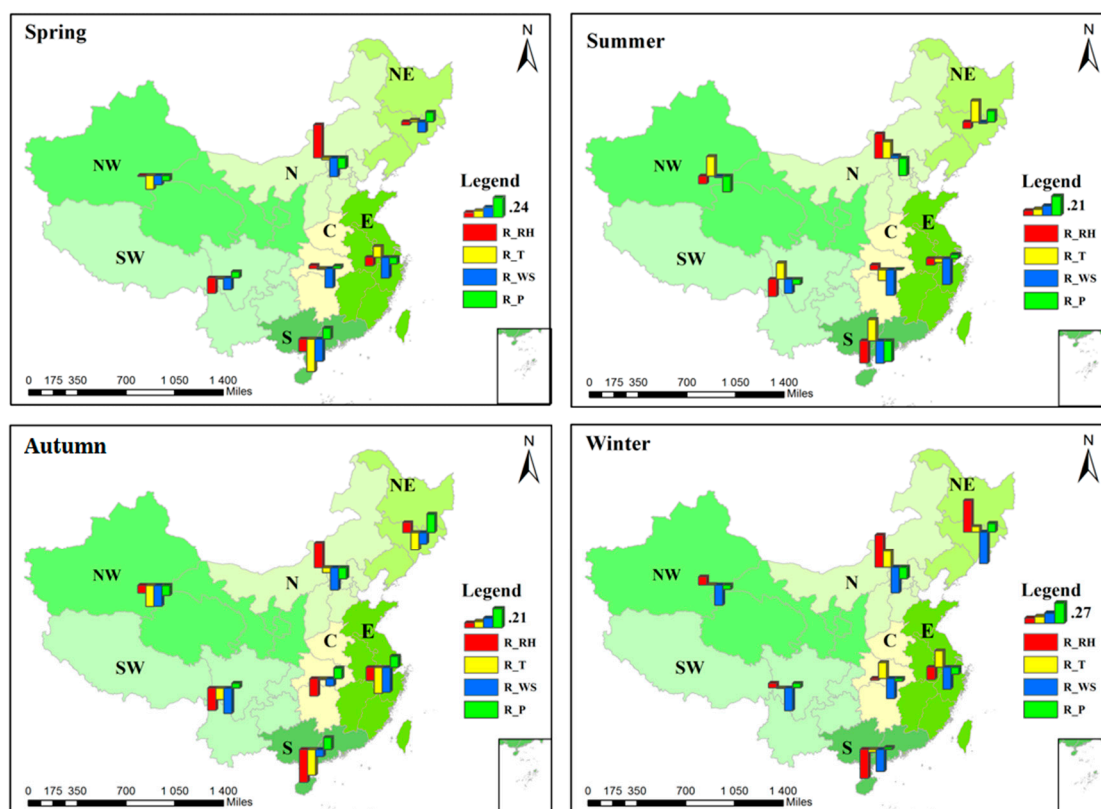 Spring
N
NE
NW
N
Legend
.24
R_RH
R_T
R_WS
R_P
E
C
SW
S
0 175 350 700 1 050 1 400
Miles
Summer
N
NE
NW
N
Legend
.21
R_RH
R_T
R_WS
R_P
E
C
SW
S
0 175 350 700 1 050 1 400
Miles
Autumn
N
NE
NW
N
Legend
.21
R_RH
R_T
R_WS
R_P
E
C
SW
S
0 175 350 700 1 050 1 400
Miles
Winter
N
NE
NW
N
Legend
.27
R_RH
R_T
R_WS
R_P
E
C
SW
S
0 175 350 700 1 050 1 400
Miles